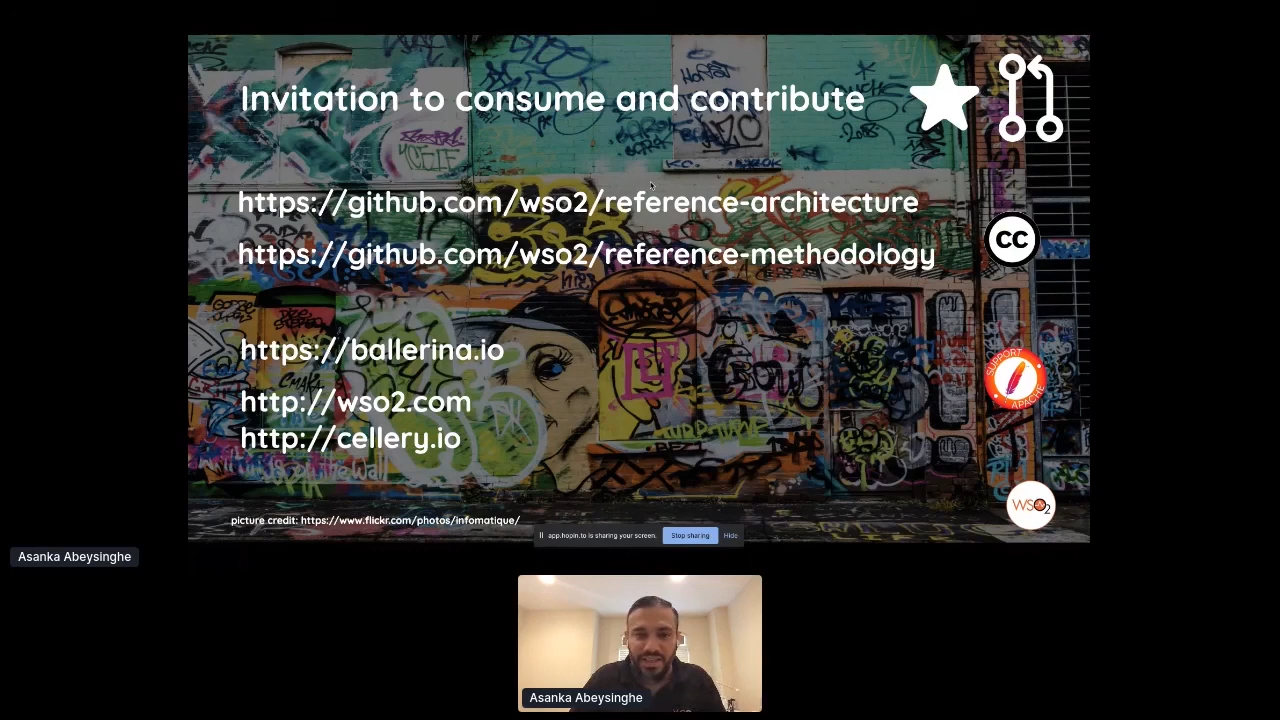 Invitation to consume and contribute
https://github.com/wso2/reference-architecture
https://github.com/wso2/reference-methodology
cc
https://ballerina.io
SUPPORT
APACHE
http://wso2.com
http://cellery.io
WSO2
picture credit: https://www.flickr.com/photos/infomatique/
app.hopin.to is sharing your screen.
Stop sharing
Hide
Asanka Abeysinghe
Asanka Abeysinghe